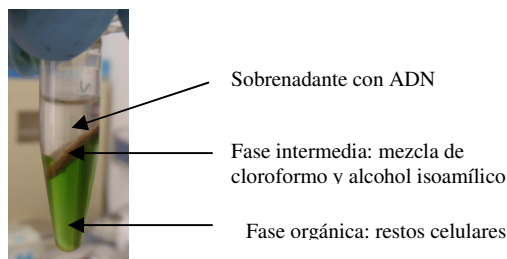 Sobrenadante con ADN
Fase intermedia: mezcla de
cloroformo y alcohol isoamílico
Fase orgánica: restos celulares